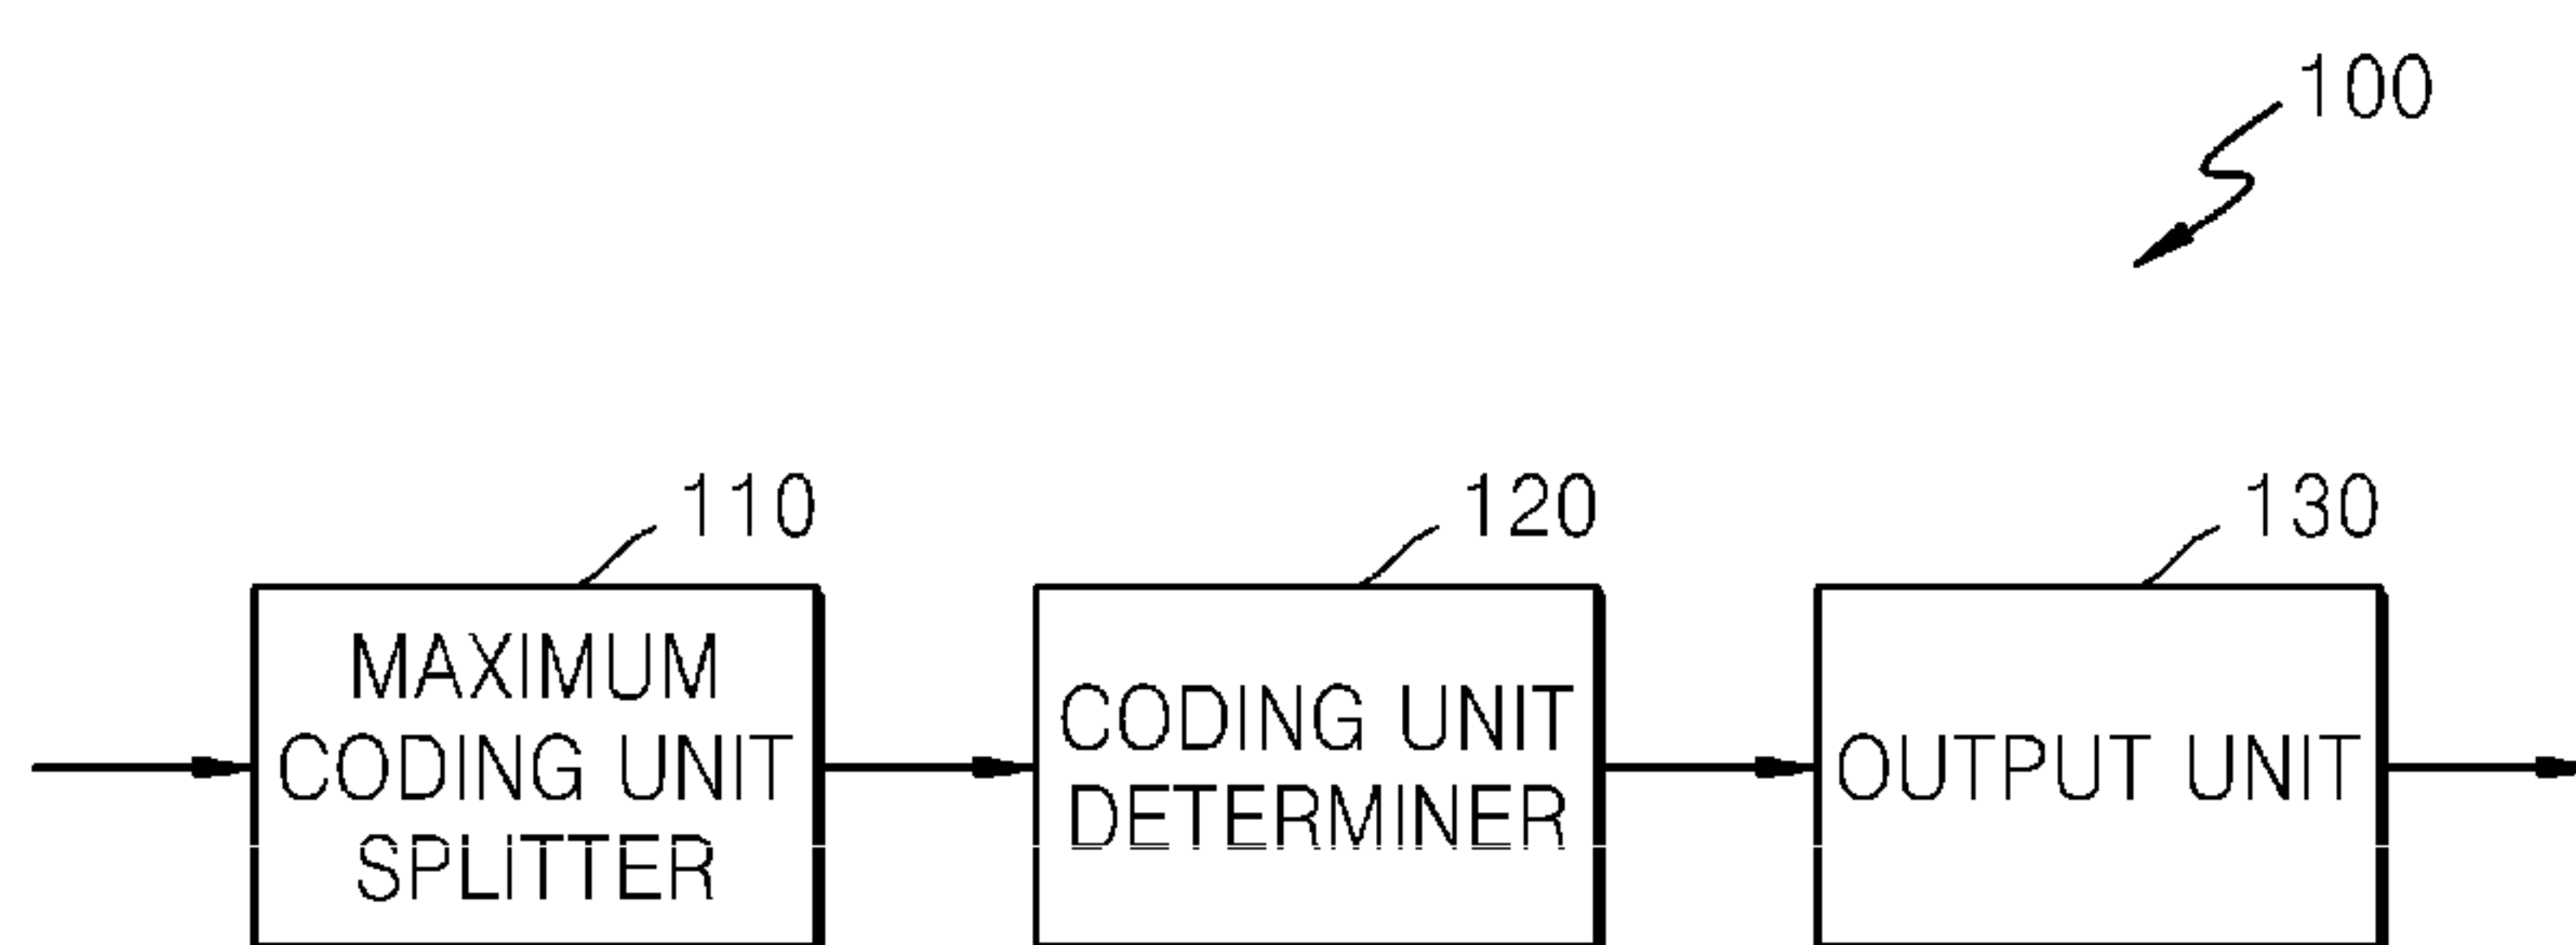 100
110
120
130
MAXIMUM
CODING UNIT
SPLITTER
CODING UNIT
DETERMINER
OUTPUT UNIT